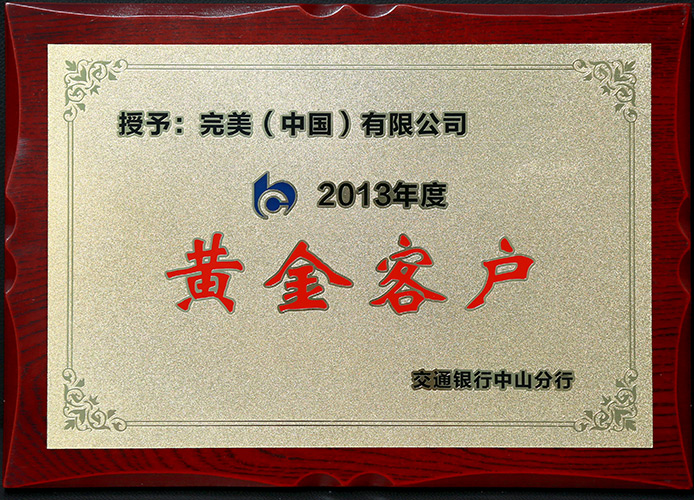 授予：完美（中国）有限公司
2013年度
黄金客户
交通银行中山分行